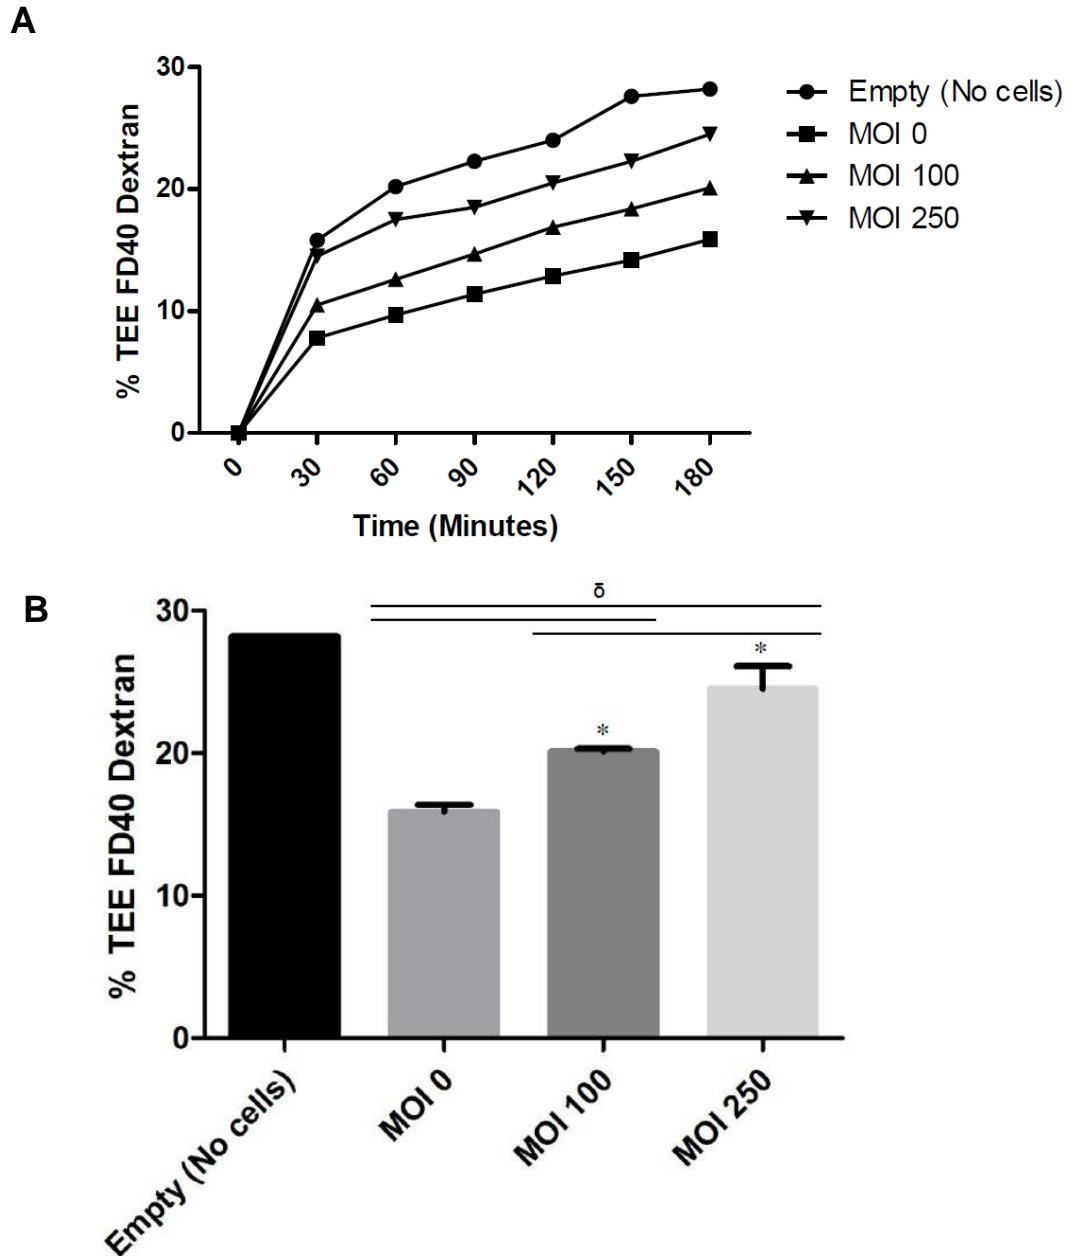 A
30
20
10
0
% TEE FD40 Dextran
0
30
60
90
120
150
180
Time (Minutes)
Empty (No cells)
MOI 0
MOI 100
MOI 250
B
δ
*
*
30
20
10
0
% TEE FD40 Dextran
Empty (No cells)
MOI 0
MOI 100
MOI 250